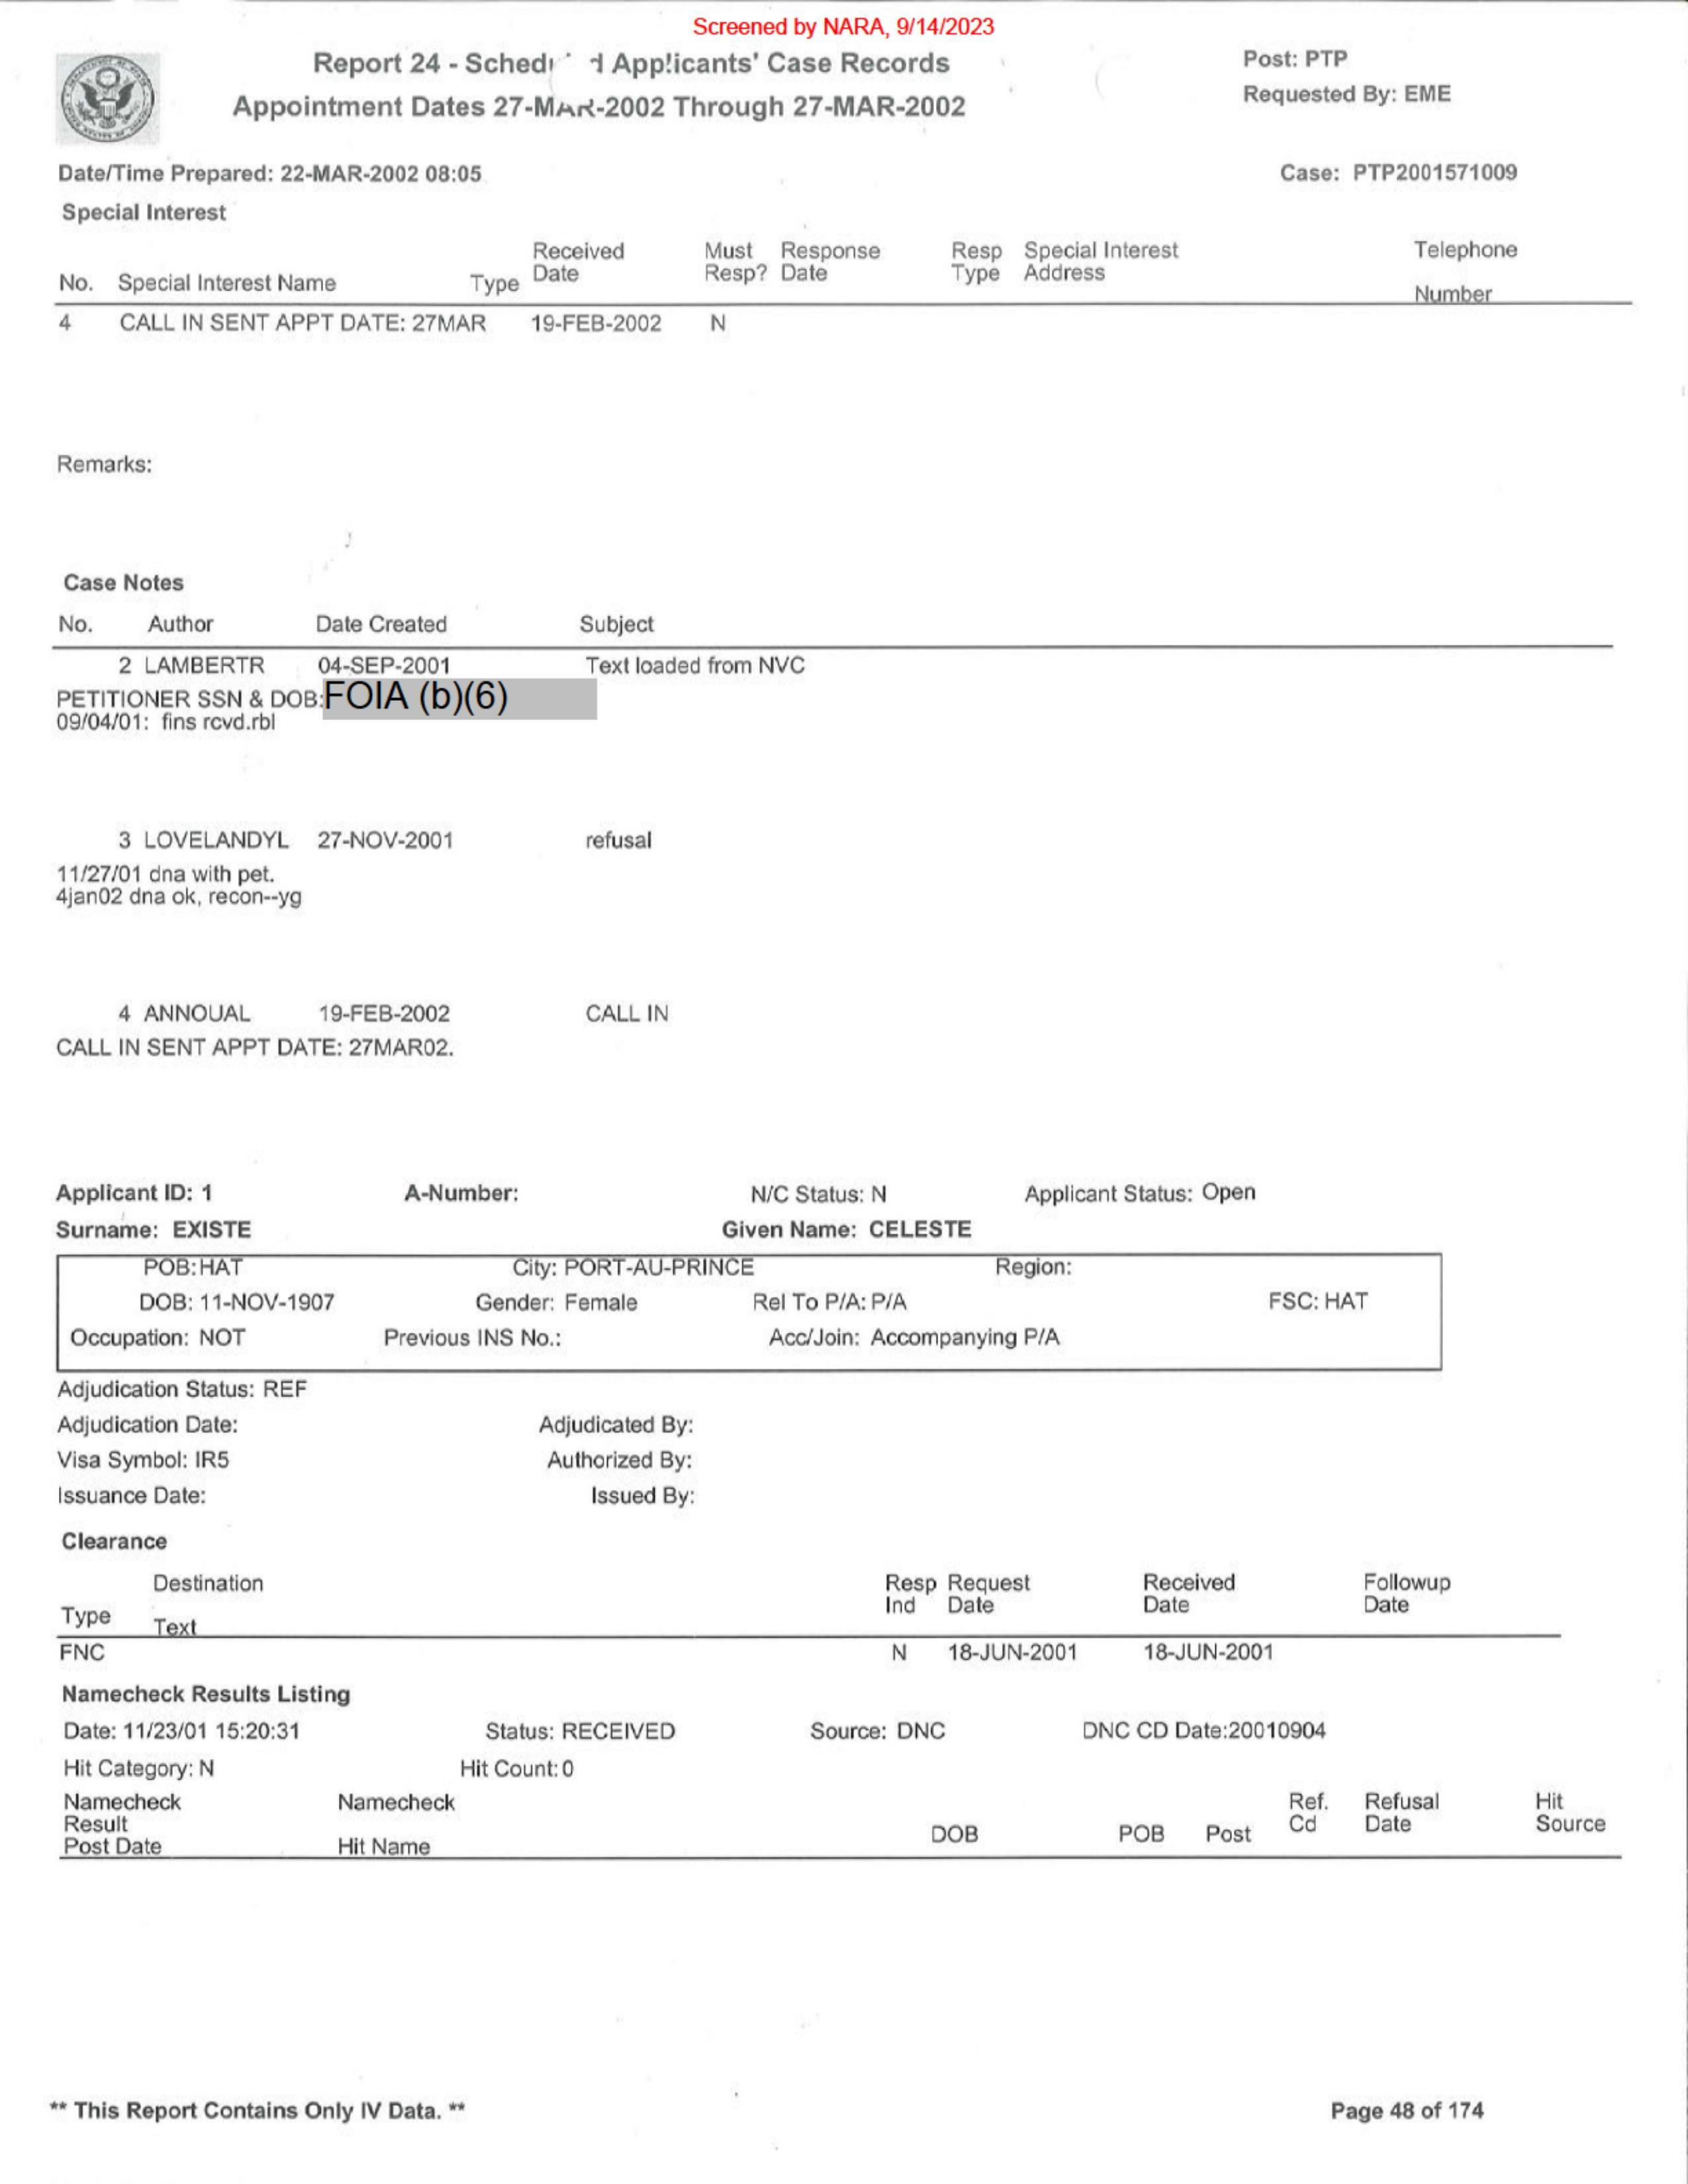 Screened by NARA, 9/14/2023
Report 24 - Applicants' Case Records
Post: PTP
Appointment Dates 27-MAR-2002 Through 27-MAR-2002
Requested By: EME
Date/Time Prepared: 22-MAR-2002 08:05
Case: PTP2001571009
Special Interest
No. Special Interest Name Type Received Date Must Resp? Response Date Resp Type Special Interest Address Telephone Number
4 CALL IN SENT APPT DATE: 27MAR 19-FEB-2002 N
Remarks:
Case Notes
No. Author Date Created Subject
2 LAMBERTR 04-SEP-2001 Text loaded from NVC
PETITIONER SSN & DOB: FOIA (b)(6)
09/04/01: fins rcvd.rbl
3 LOVELANDYL 27-NOV-2001 refusal
11/27/01 dna with pet.
4jan02 dna ok, recon--yg
4 ANNOUAL 19-FEB-2002 CALL IN
CALL IN SENT APPT DATE: 27MAR02.
Applicant ID: 1 A-Number: N/C Status: N Applicant Status: Open
Surname: EXISTE Given Name: CELESTE
POB: HAT City: PORT-AU-PRINCE Region:
DOB: 11-NOV-1907 Gender: Female Rel To P/A: P/A FSC: HAT
Occupation: NOT Previous INS No.: Acc/Join: Accompanying P/A
Adjudication Status: REF
Adjudication Date: Adjudicated By:
Visa Symbol: IR5 Authorized By:
Issuance Date: Issued By:
Clearance
Type Destination Text Resp Ind Request Date Received Date Followup Date
FNC N 18-JUN-2001 18-JUN-2001
Namecheck Results Listing
Date: 11/23/01 15:20:31 Status: RECEIVED Source: DNC DNC CD Date:20010904
Hit Category: N Hit Count: 0
Namecheck Result Post Date Namecheck Hit Name DOB POB Post Ref. Cd Refusal Date Hit Source
** This Report Contains Only IV Data. **
Page 48 of 174